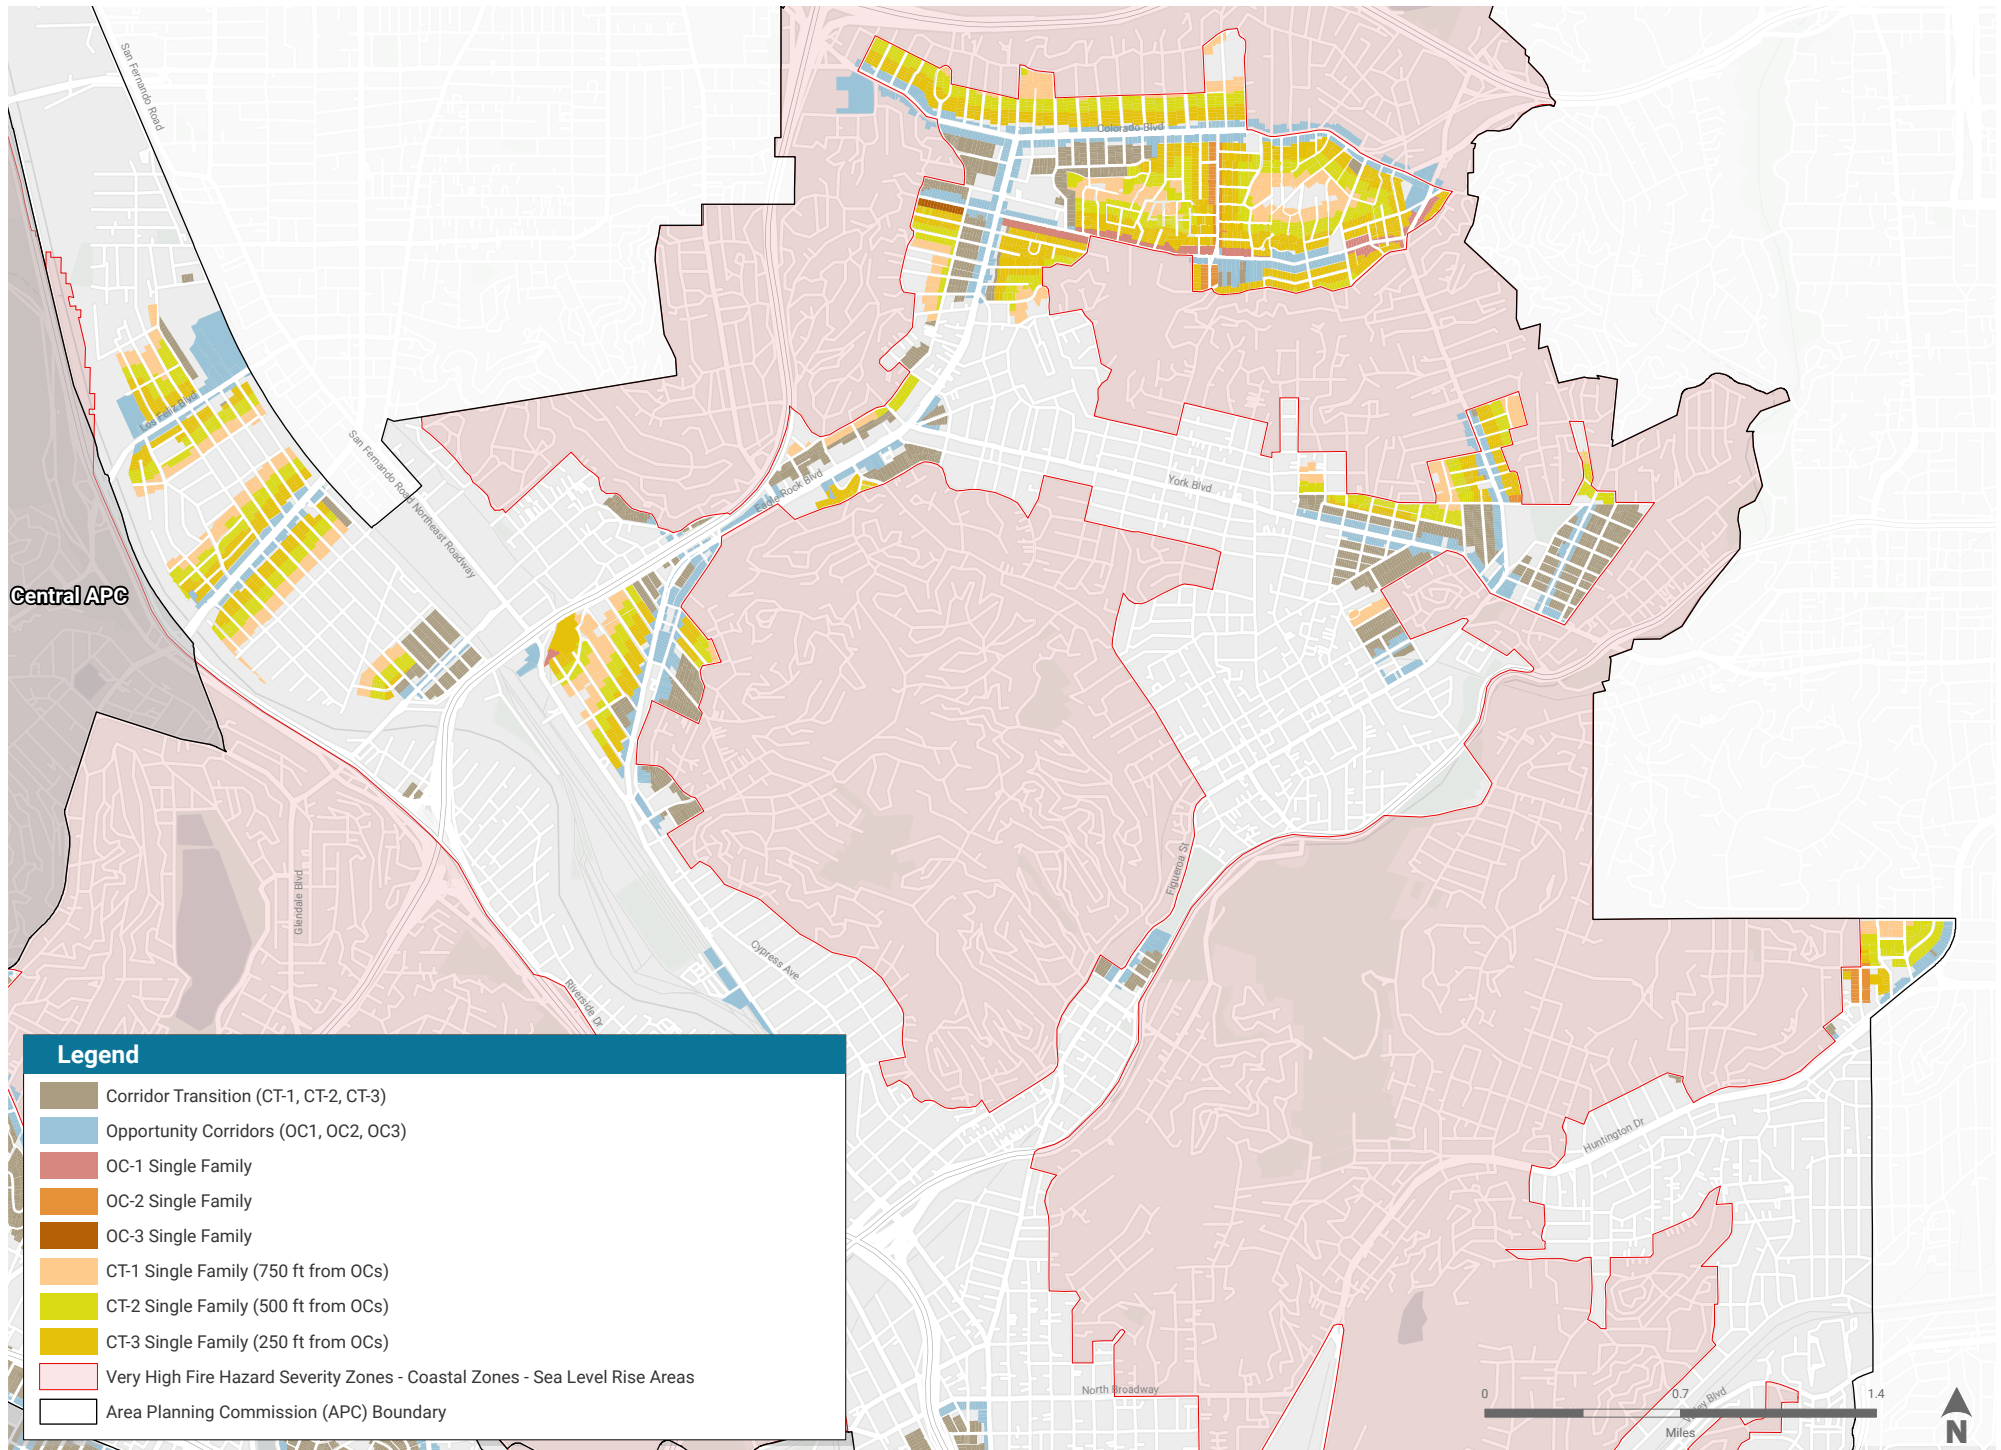 San Fernando Road
Colorado Blvd
Los Feliz Blvd
San Fernando Road Northeast Roadway
Eagle Rock Blvd
York Blvd
Central APC
Figueroa St
Glendale Blvd
Cypress Ave
Riverside Dr
Huntington Dr
North Broadway
Valley Blvd
Legend
Corridor Transition (CT-1, CT-2, CT-3)
Opportunity Corridors (OC1, OC2, OC3)
OC-1 Single Family
OC-2 Single Family
OC-3 Single Family
CT-1 Single Family (750 ft from OCs)
CT-2 Single Family (500 ft from OCs)
CT-3 Single Family (250 ft from OCs)
Very High Fire Hazard Severity Zones - Coastal Zones - Sea Level Rise Areas
Area Planning Commission (APC) Boundary
0 0.7 1.4
Miles
N